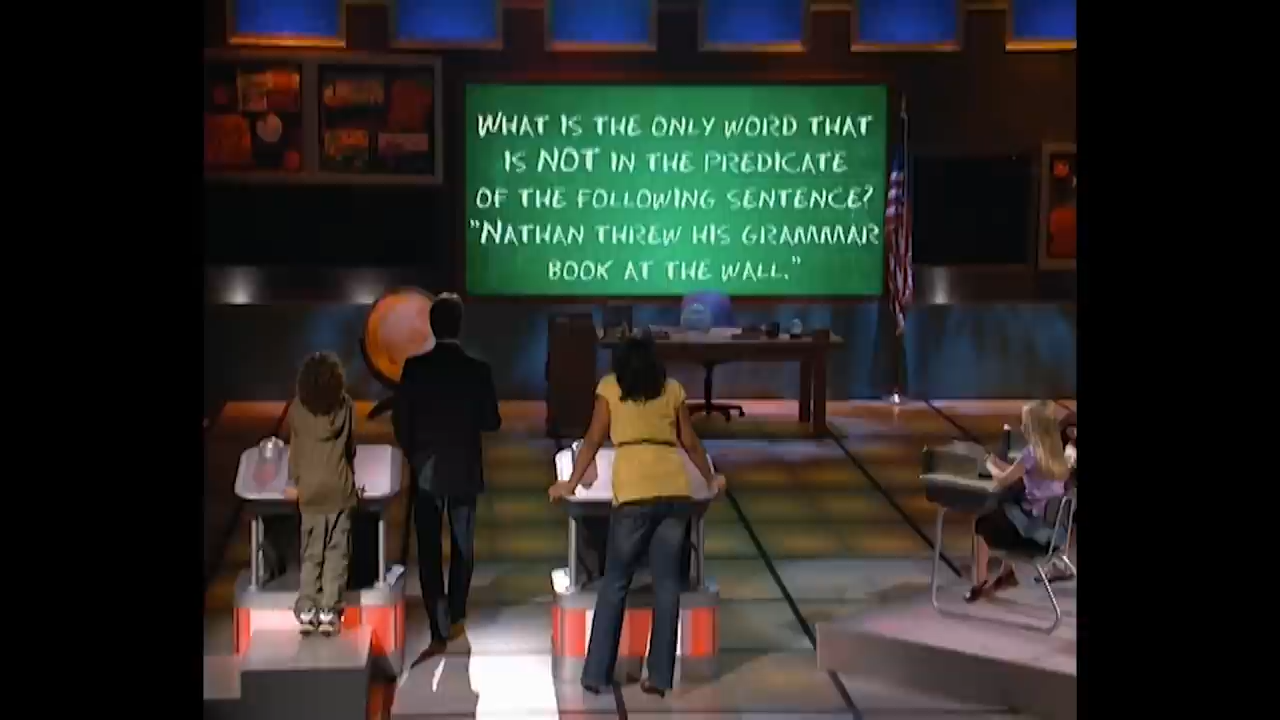 WHAT IS THE ONLY WORD THAT
IS NOT IN THE PREDICATE
OF THE FOLLOWING SENTENCE?
"NATHAN THREW HIS GRAMMAR
BOOK AT THE WALL."